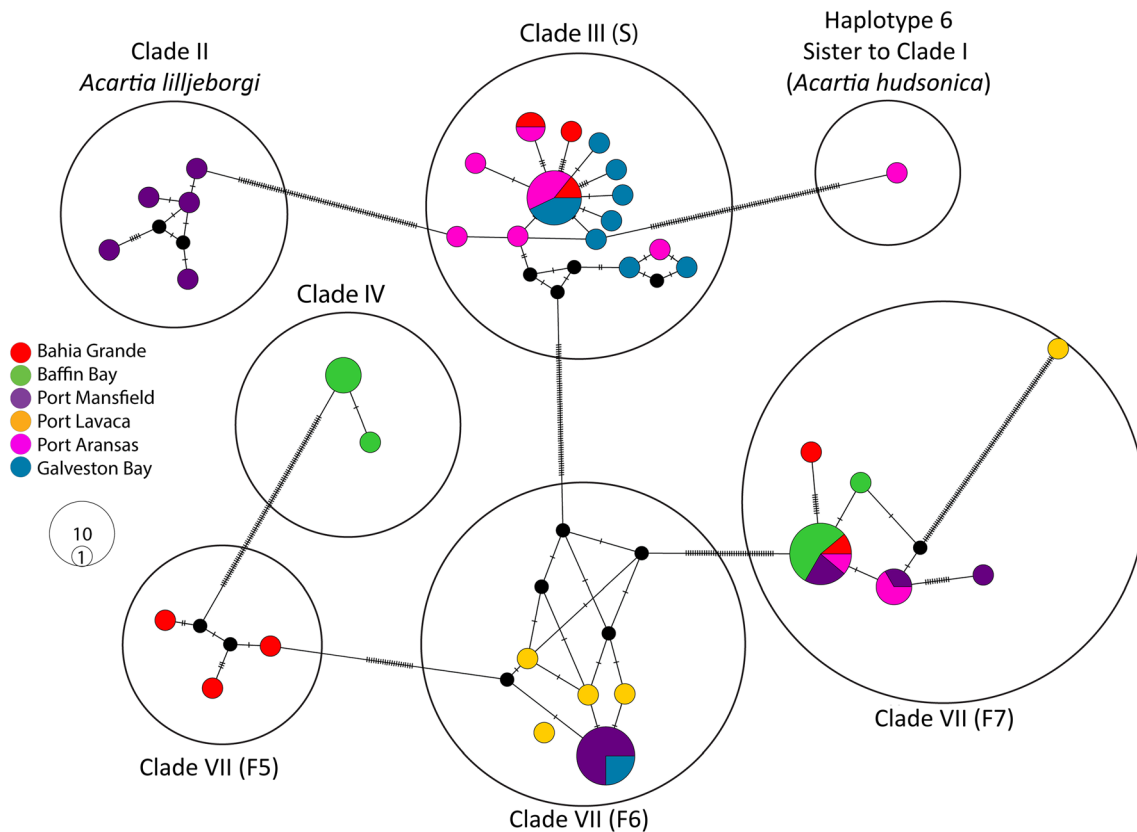 Clade II
Acartia lilljeborgi
Clade III (S)
Haplotype 6
Sister to Clade I
(Acartia hudsonica)
Clade IV
Bahia Grande
Baffin Bay
Port Mansfield
Port Lavaca
Port Aransas
Galveston Bay
10
1
Clade VII (F5)
Clade VII (F6)
Clade VII (F7)